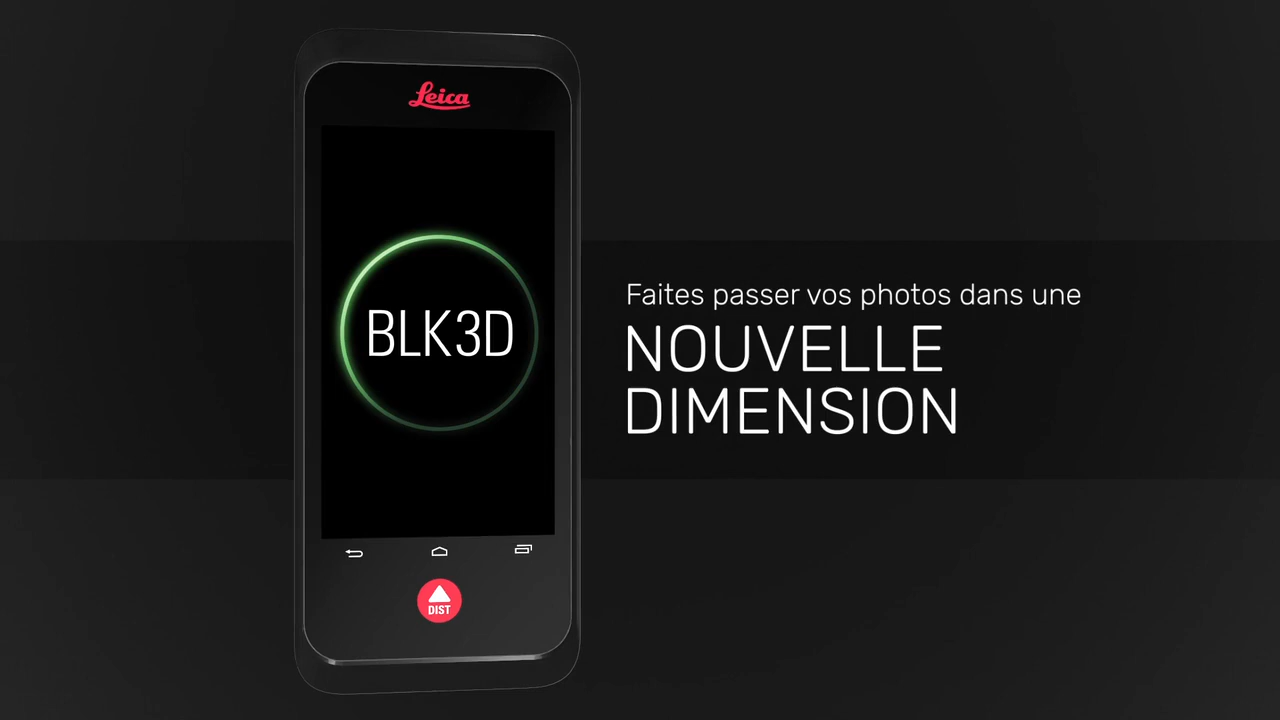 Leica
BLK3D
DIST
Faites passer vos photos dans une
NOUVELLE
DIMENSION